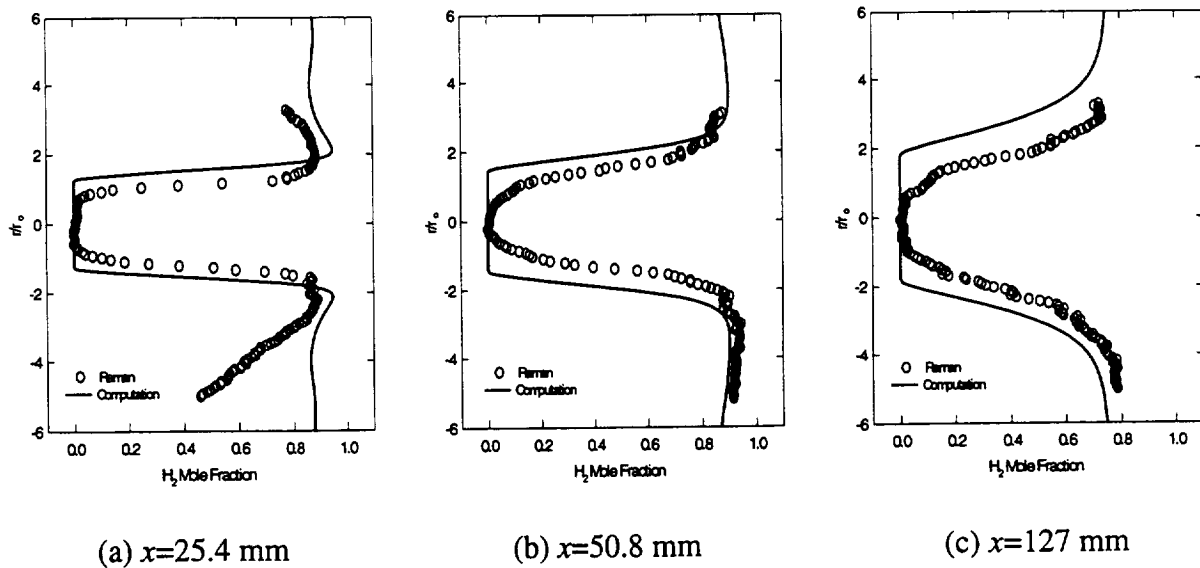 6
4
2
0
-2
-4
-6
r/r₀
○ Raman
— Computation
0.0 0.2 0.4 0.6 0.8 1.0
H₂ Mole Fraction
(a) x=25.4 mm
6
4
2
0
-2
-4
-6
r/r₀
○ Raman
— Computation
0.0 0.2 0.4 0.6 0.8 1.0
H₂ Mole Fraction
(b) x=50.8 mm
6
4
2
0
-2
-4
-6
r/r₀
○ Raman
— Computation
0.0 0.2 0.4 0.6 0.8 1.0
H₂ Mole Fraction
(c) x=127 mm